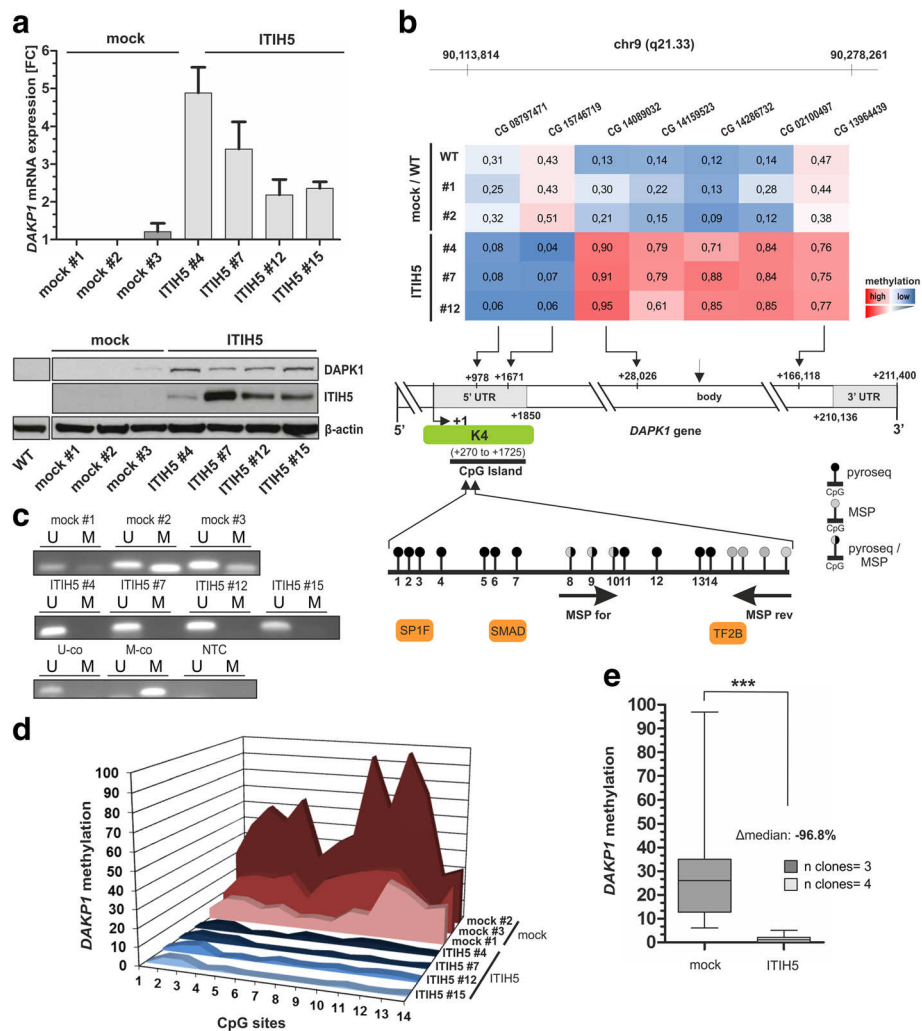 a
mock
ITIH5
DAKP1 mRNA expression [FC]
6
5
4
3
2
1
mock #1
mock #2
mock #3
ITIH5 #4
ITIH5 #7
ITIH5 #12
ITIH5 #15
mock
ITIH5
DAPK1
ITIH5
β-actin
WT
mock #1
mock #2
mock #3
ITIH5 #4
ITIH5 #7
ITIH5 #12
ITIH5 #15
b
chr9 (q21.33)
90,113,814
90,278,261
CG 08797471
CG 15746719
CG 14089032
CG 14159523
CG 14286732
CG 02100497
CG 13964439
mock / WT
WT 0,31 0,43 0,13 0,14 0,12 0,14 0,47
#1 0,25 0,43 0,30 0,22 0,13 0,28 0,44
#2 0,32 0,51 0,21 0,15 0,09 0,12 0,38
ITIH5
#4 0,08 0,04 0,90 0,79 0,71 0,84 0,76
#7 0,08 0,07 0,91 0,79 0,88 0,84 0,75
#12 0,06 0,06 0,95 0,61 0,85 0,85 0,77
methylation
high low
+978 +1671 +28,026 +166,118 +211,400
5' UTR body 3' UTR
+1 +1850 +210,136
5' DAPK1 gene 3'
K4
(+270 to +1725)
CpG Island
pyroseq
CpG
MSP
CpG
pyroseq / MSP
CpG
1 2 3 4 5 6 7 8 9 10 11 12 13 14
MSP for
MSP rev
SP1F
SMAD
TF2B
c
mock #1 mock #2 mock #3
U M U M U M
ITIH5 #4 ITIH5 #7 ITIH5 #12 ITIH5 #15
U M U M U M U M
U-co M-co NTC
U M U M U M
d
DAKP1 methylation
100
90
80
70
60
50
40
30
20
10
0
1 2 3 4 5 6 7 8 9 10 11 12 13 14
CpG sites
mock #2
mock #3
mock #1
mock
ITIH5 #4
ITIH5 #7
ITIH5 #12
ITIH5 #15
ITIH5
e
DAKP1 methylation
100
90
80
70
60
50
40
30
20
10
0
***
Δmedian: -96.8%
n clones= 3
n clones= 4
mock
ITIH5